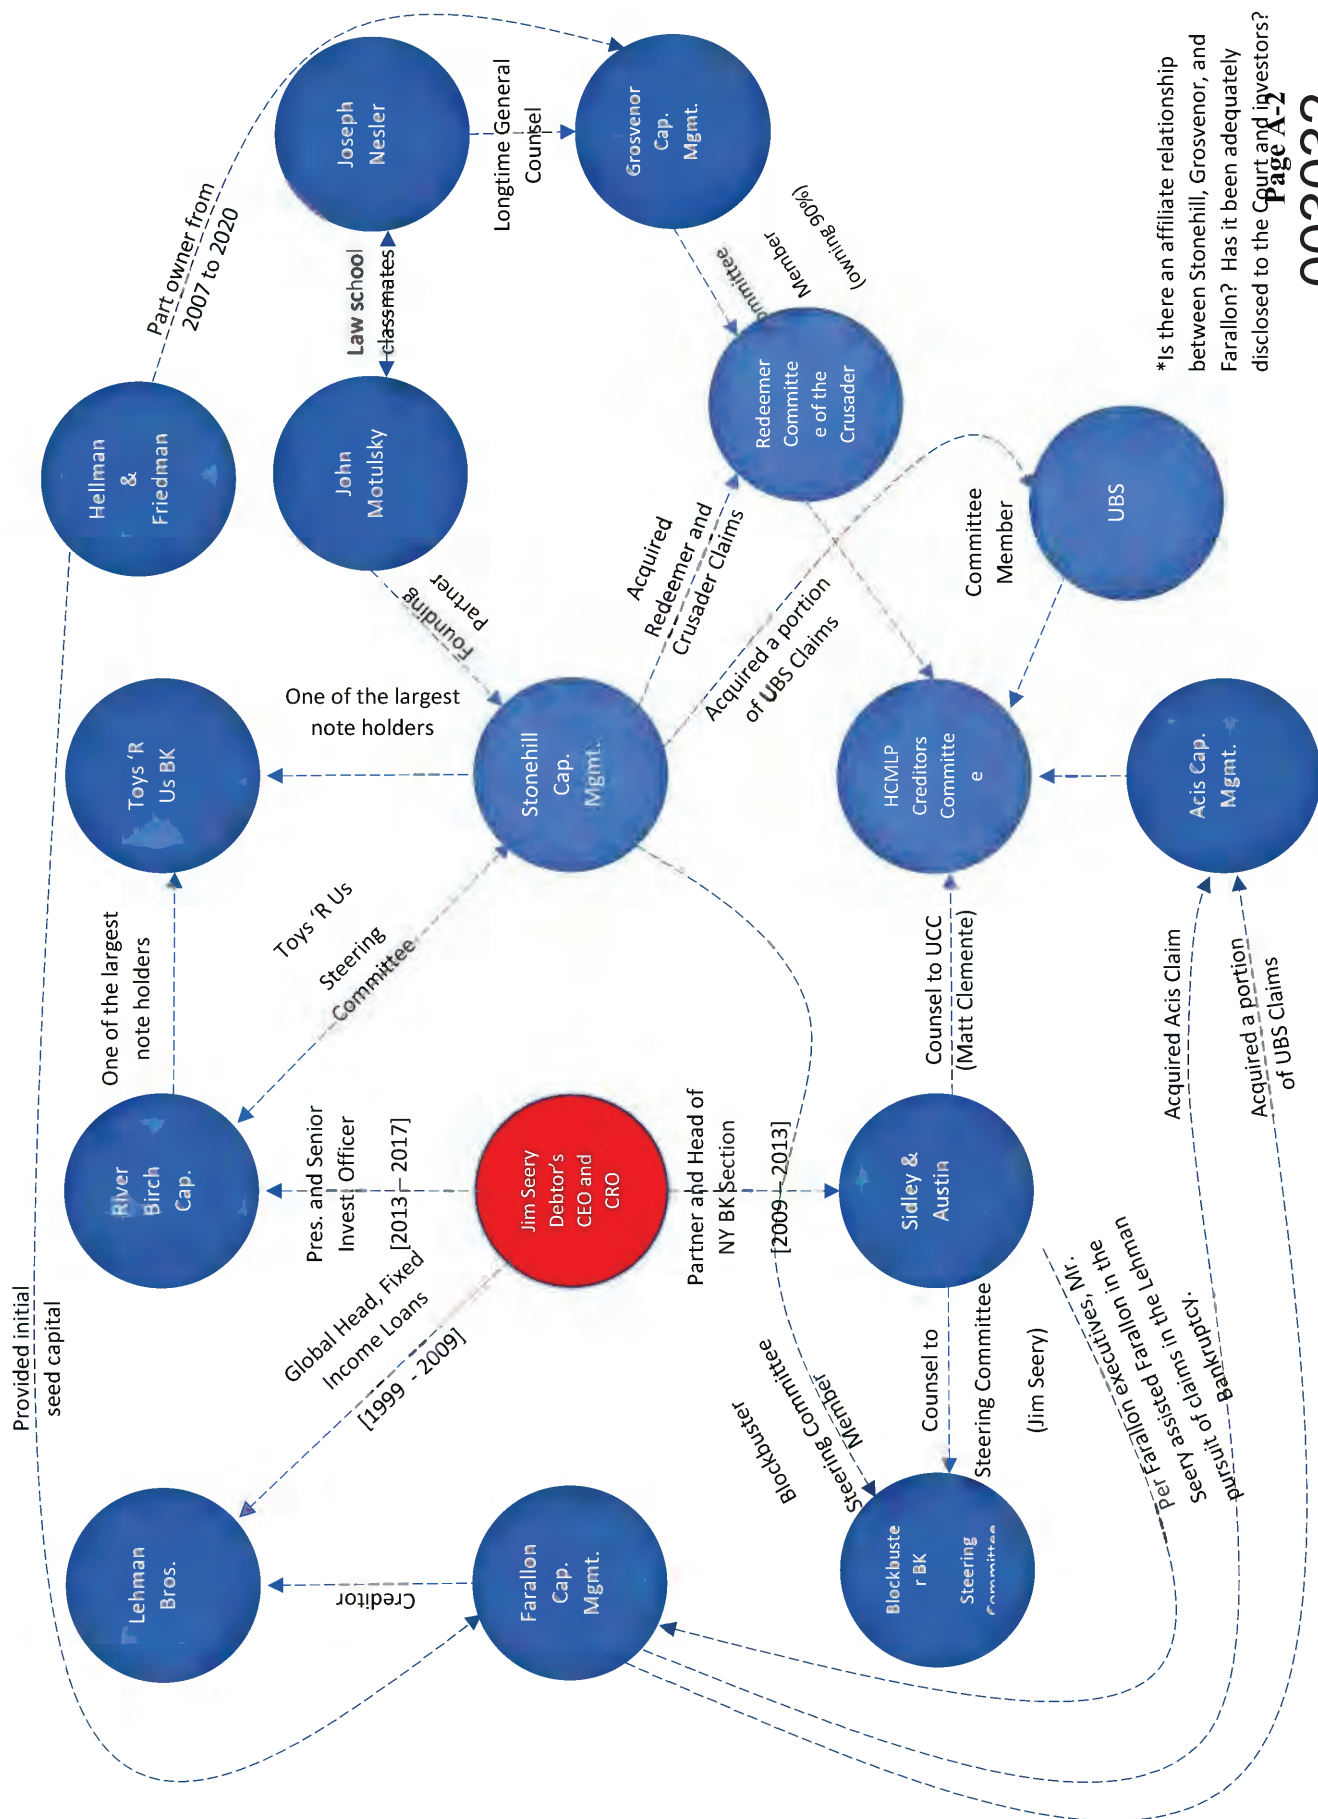 Provided initial
seed capital
Part owner from
2007 to 2020
Lehman
Bros.
River
Birch
Cap.
Toys ‘R
Us BK
Hellman
&
Friedman
One of the largest
note holders
Global Head, Fixed
Income Loans
[1999 - 2009]
Pres. and Senior
Invest. Officer
[2013 – 2017]
Toys ‘R Us
Steering
Committee
One of the largest
note holders
John
Motulsky
Law school
classmates
Joseph
Nesler
Creditor
Founding
Partner
Longtime General
Counsel
Farallon
Cap.
Mgmt.
Jim Seery
Debtor’s
CEO and
CRO
Stonehill
Cap.
Mgmt.
Grosvenor
Cap.
Mgmt.
Partner and Head of
NY BK Section
[2009 – 2013]
Acquired
Redeemer and
Crusader Claims
Acquired a portion
of UBS Claims
Member
(owning 90%)
Redeemer
Committe
e of the
Crusader
Blockbuster
Steering Committee
Member
Blockbuste
r BK
Steering
Counsel to
Steering Committee
(Jim Seery)
Sidley &
Austin
Counsel to UCC
(Matt Clemente)
HCMLP
Creditors
Committe
e
Committee
Member
UBS
Per Farallon executives, Mr.
Seery assisted Farallon in the
pursuit of claims in the Lehman
Bankruptcy.
Acquired Acis Claim
Acquired a portion
of UBS Claims
Acis Cap.
Mgmt.
*Is there an affiliate relationship
between Stonehill, Grosvenor, and
Farallon? Has it been adequately
disclosed to the Court and investors?
Page A-2